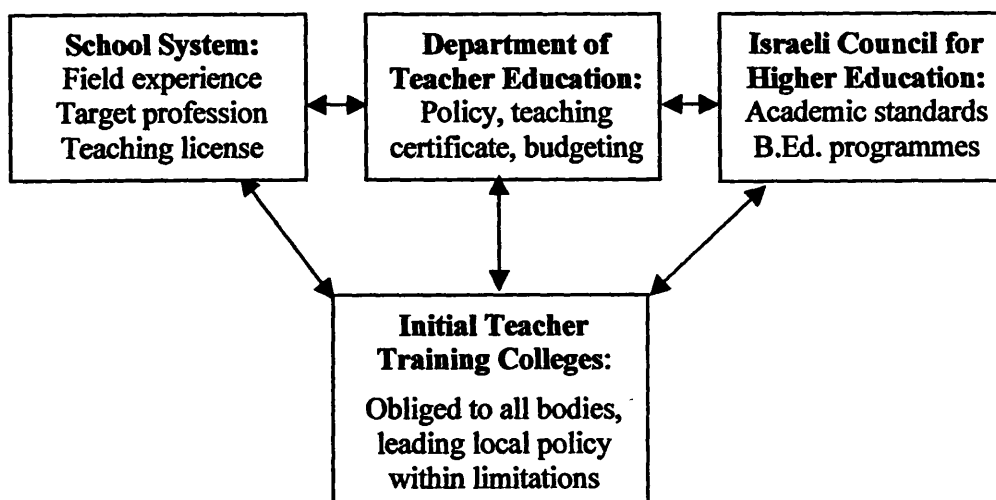 School System:
Field experience
Target profession
Teaching license
Department of
Teacher Education:
Policy, teaching
certificate, budgeting
Israeli Council for
Higher Education:
Academic standards
B.Ed. programmes
Initial Teacher
Training Colleges:
Obliged to all bodies,
leading local policy
within limitations